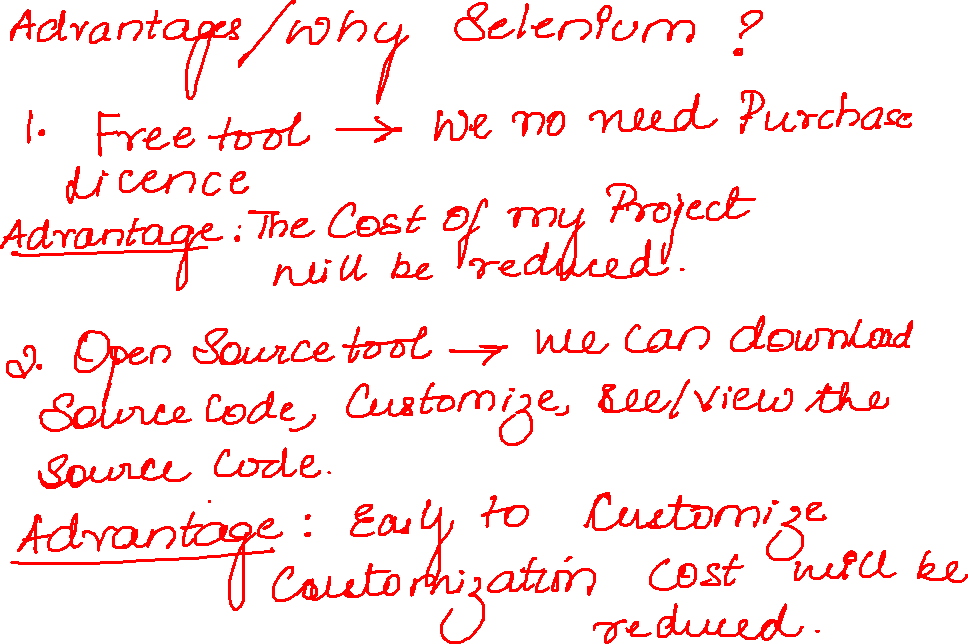 Advantages/Why Selenium ?
1. Free tool → We no need Purchase
Licence
Advantage : The Cost of my Project
will be reduced.
2. Open Source tool → we can download
Source Code, Customize, See/view the
Source Code.
Advantage : Easily to Customize
Coustomization Cost will be
reduced.